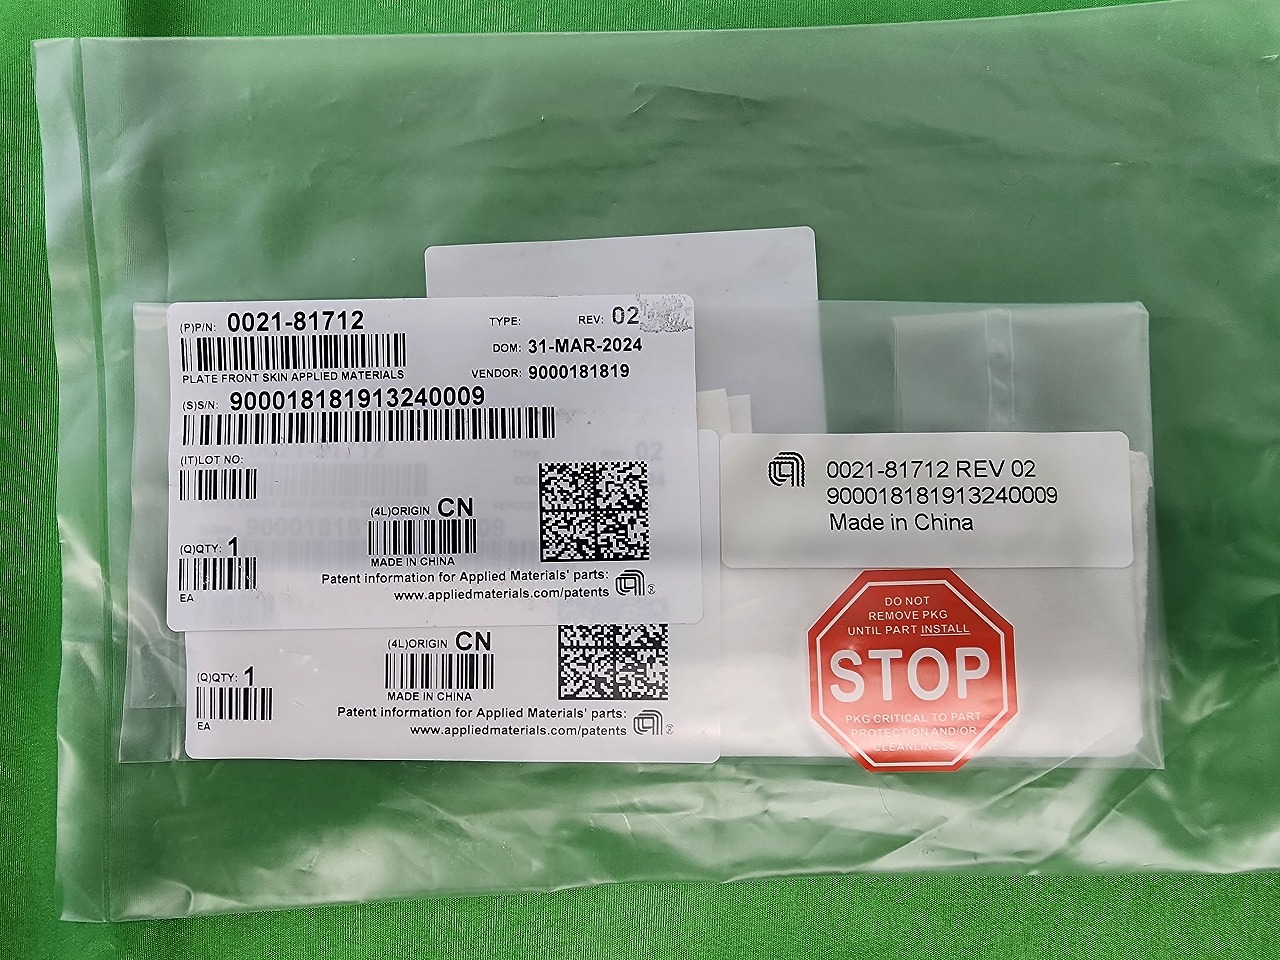 (P)P/N: 0021-81712
TYPE: REV: 02
DOM: 31-MAR-2024
PLATE FRONT SKIN APPLIED MATERIALS
VENDOR: 9000181819
(S)S/N: 900018181913240009
(IT)LOT NO:
(4L)ORIGIN CN
MADE IN CHINA
(Q)QTY: 1
EA
Patent information for Applied Materials' parts:
www.appliedmaterials.com/patents
(4L)ORIGIN CN
MADE IN CHINA
(Q)QTY: 1
EA
Patent information for Applied Materials' parts:
www.appliedmaterials.com/patents
0021-81712 REV 02
900018181913240009
Made in China
DO NOT
REMOVE PKG
UNTIL PART INSTALL
STOP
PKG CRITICAL TO PART
PROTECTION AND/OR
CLEANLINESS